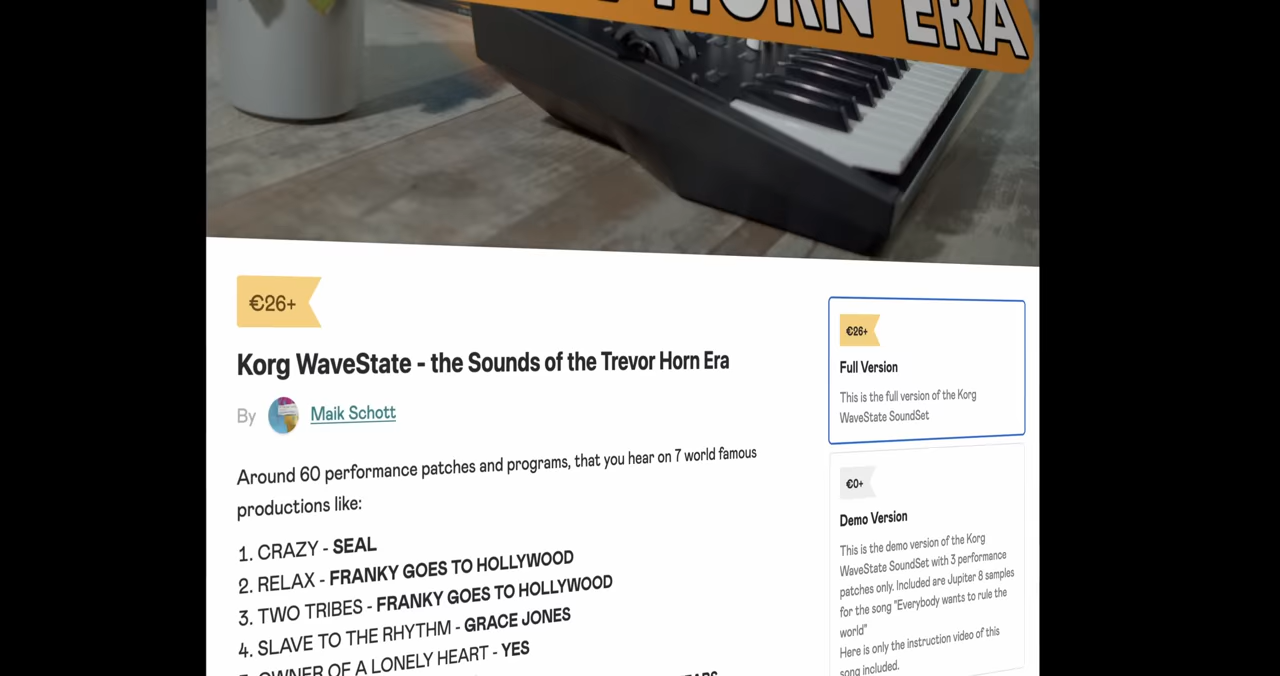 HORN ERA
€26+
Korg WaveState - the Sounds of the Trevor Horn Era
By Maik Schott
Around 60 performance patches and programs, that you hear on 7 world famous
productions like:
1. CRAZY - SEAL
2. RELAX - FRANKY GOES TO HOLLYWOOD
3. TWO TRIBES - FRANKY GOES TO HOLLYWOOD
4. SLAVE TO THE RHYTHM - GRACE JONES
OWNER OF A LONELY HEART - YES
€26+
Full Version
This is the full version of the Korg
WaveState SoundSet
€0+
Demo Version
This is the demo version of the Korg
WaveState SoundSet with 3 performance
patches only. Included are Jupiter 8 samples
for the song "Everybody wants to rule the
world"
Here is only the instruction video of this
song included.